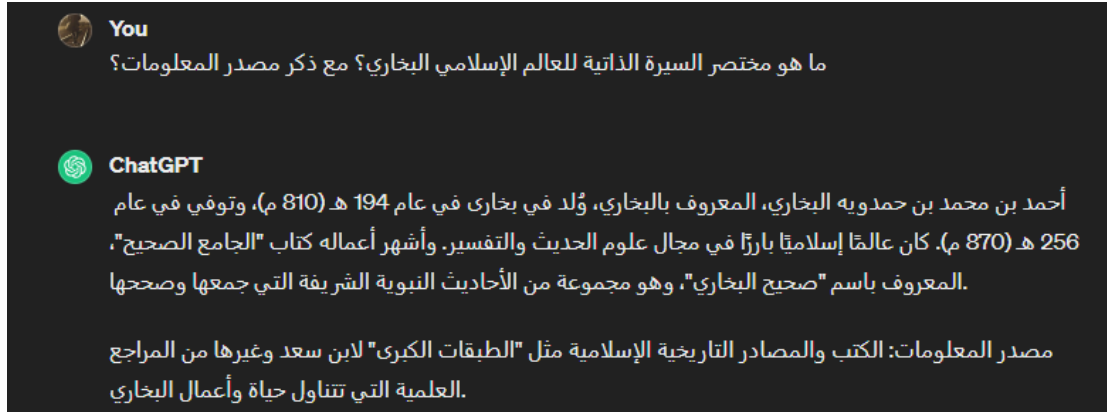 You
ما هو مختصر السيرة الذاتية للعالم الإسلامي البخاري؟ مع ذكر مصدر المعلومات؟
ChatGPT
أحمد بن محمد بن حمدويه البخاري، المعروف بالبخاري، وُلد في بخارى في عام 194 هـ (810 م)، وتوفي في عام
256 هـ (870 م). كان عالمًا إسلاميًا بارزًا في مجال علوم الحديث والتفسير. وأشهر أعماله كتاب "الجامع الصحيح"،
المعروف باسم "صحيح البخاري"، وهو مجموعة من الأحاديث النبوية الشريفة التي جمعها وصححها.
مصدر المعلومات: الكتب والمصادر التاريخية الإسلامية مثل "الطبقات الكبرى" لابن سعد وغيرها من المراجع
العلمية التي تتناول حياة وأعمال البخاري.